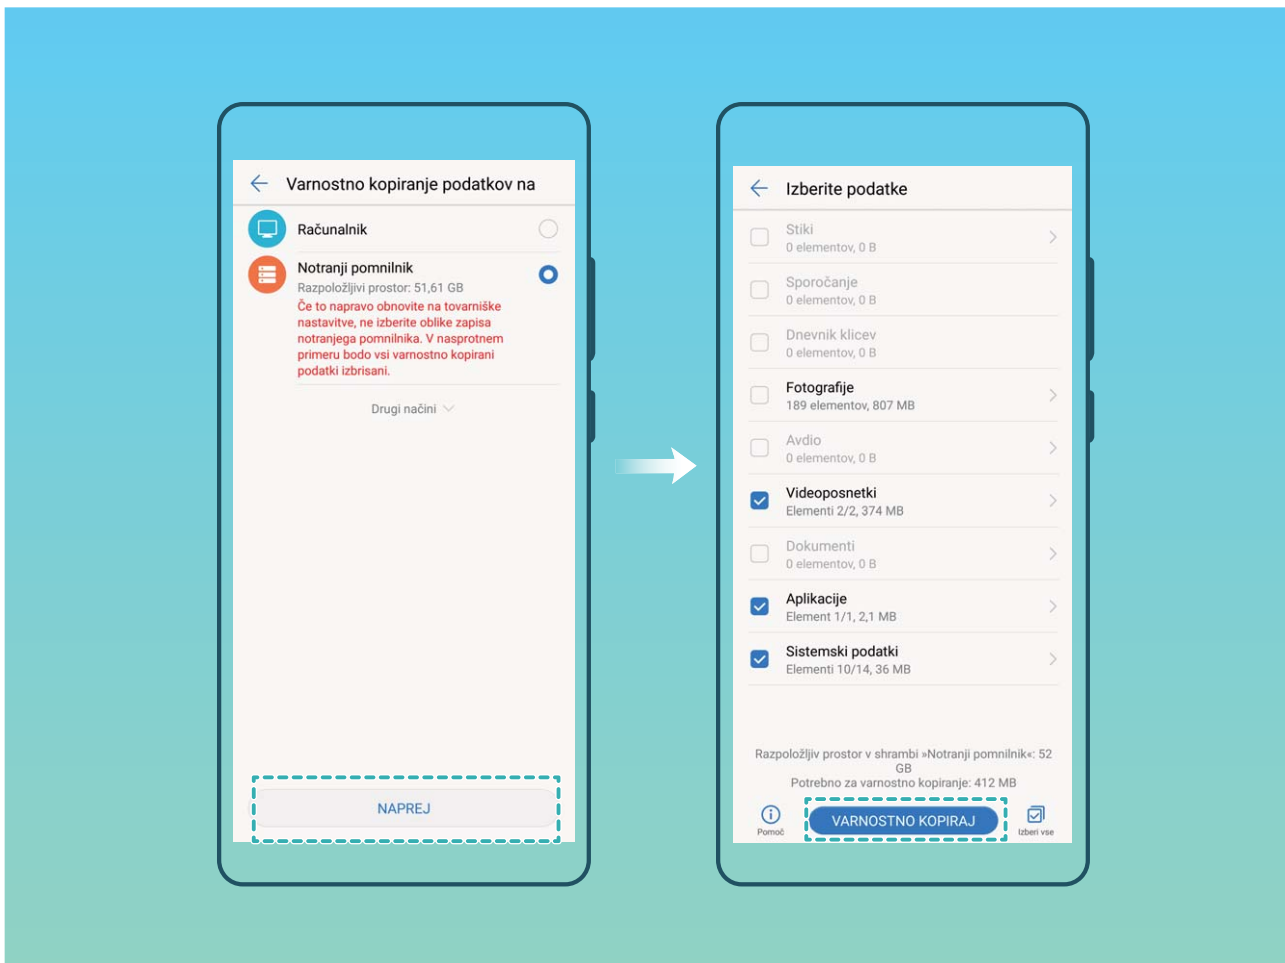 Varnostno kopiranje podatkov na
Računalnik
Notranji pomnilnik
Razpoložljivi prostor: 51,61 GB
Če to napravo obnovite na tovarniške
nastavitve, ne izberite oblike zapisa
notranjega pomnilnika. V nasprotnem
primeru bodo vsi varnostno kopirani
podatki izbrisani.
Drugi načini
NAPREJ
Izberite podatke
Stiki
0 elementov, 0 B
Sporočanje
0 elementov, 0 B
Dnevnik klicev
0 elementov, 0 B
Fotografije
189 elementov, 807 MB
Avdio
0 elementov, 0 B
Videoposnetki
Elementi 2/2, 374 MB
Dokumenti
0 elementov, 0 B
Aplikacije
Element 1/1, 2,1 MB
Sistemski podatki
Elementi 10/14, 36 MB
Razpoložljiv prostor v shrambi »Notranji pomnilnik«: 52
GB
Potrebno za varnostno kopiranje: 412 MB
Pomoč
VARNOSTNO KOPIRAJ
Izberi vse